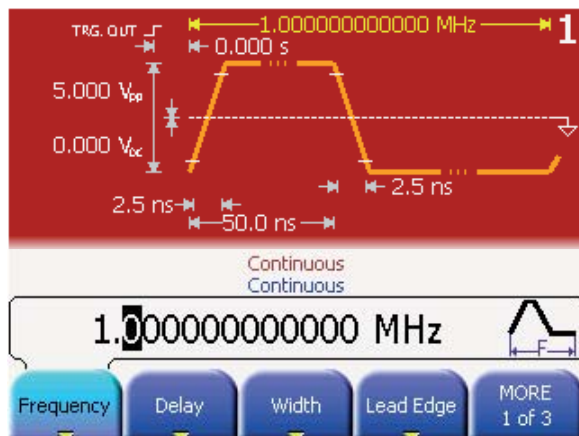 TRG. OUT
1.000000000000 MHz
1
0.000 s
5.000 Vpp
0.000 VDC
2.5 ns
2.5 ns
50.0 ns
Continuous
Continuous
1.000000000000 MHz
F
Frequency
Delay
Width
Lead Edge
MORE
1 of 3